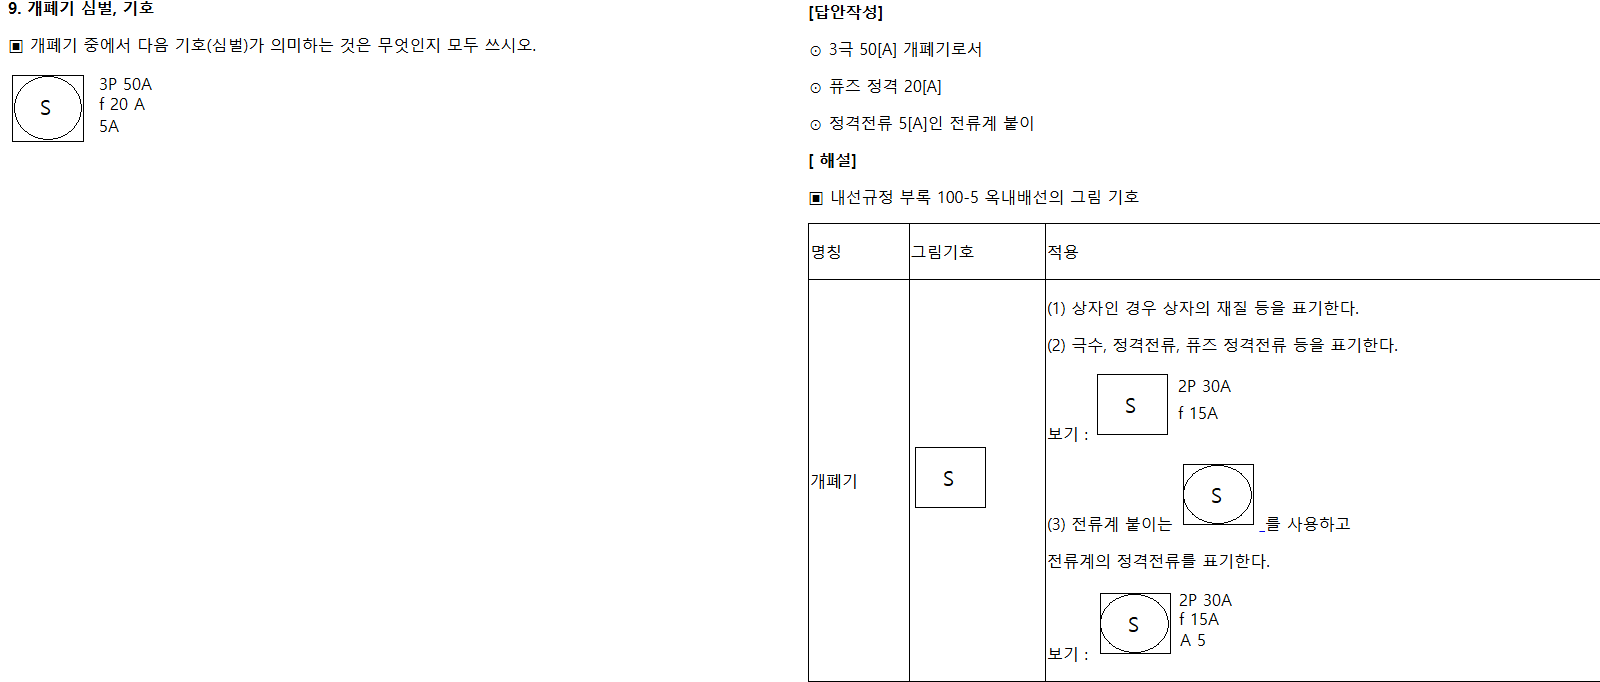 9. 개폐기 심벌, 기호
▣ 개폐기 중에서 다음 기호(심벌)가 의미하는 것은 무엇인지 모두 쓰시오.
S
3P 50A
f 20 A
5A
[답안작성]
⊙ 3극 50[A] 개폐기로서
⊙ 퓨즈 정격 20[A]
⊙ 정격전류 5[A]인 전류계 붙이
[ 해설]
▣ 내선규정 부록 100-5 옥내배선의 그림 기호
명칭 그림기호 적용
개폐기
S
(1) 상자인 경우 상자의 재질 등을 표기한다.
(2) 극수, 정격전류, 퓨즈 정격전류 등을 표기한다.
보기 : S
2P 30A
f 15A
(3) 전류계 붙이는 S _를 사용하고
전류계의 정격전류를 표기한다.
보기 : S
2P 30A
f 15A
A 5